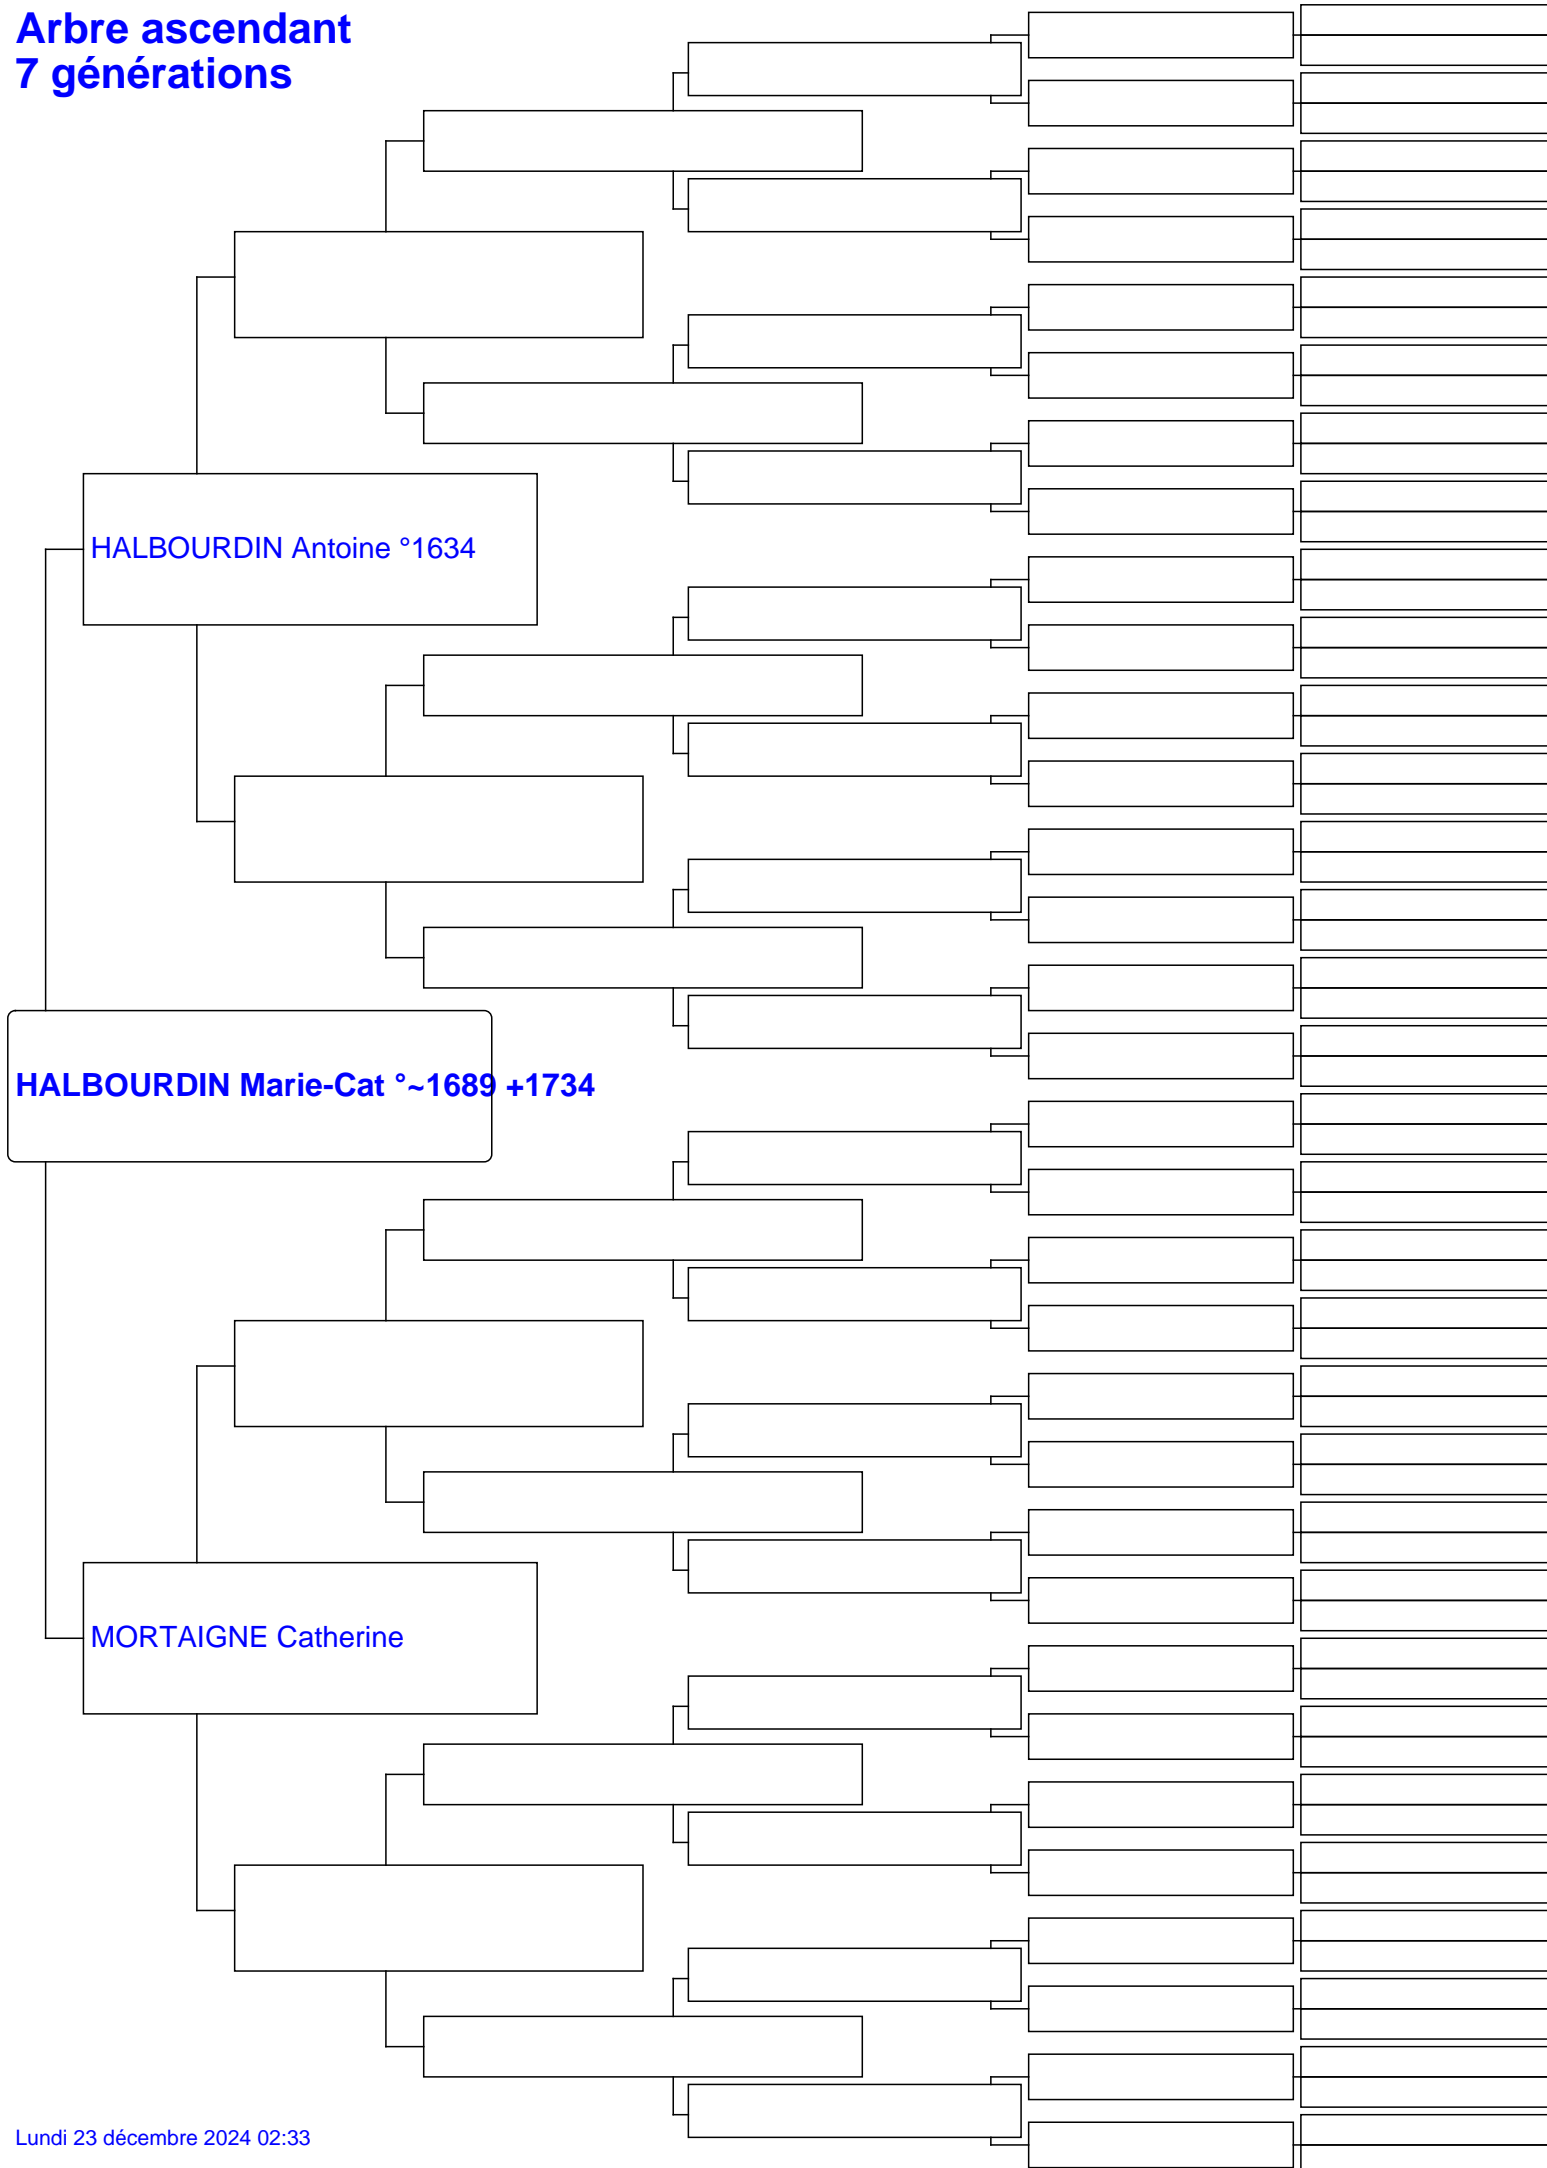 Arbre ascendant
7 générations
HALBOURDIN Antoine °1634
HALBOURDIN Marie-Cat °~1689 +1734
MORTAIGNE Catherine
Lundi 23 décembre 2024 02:33